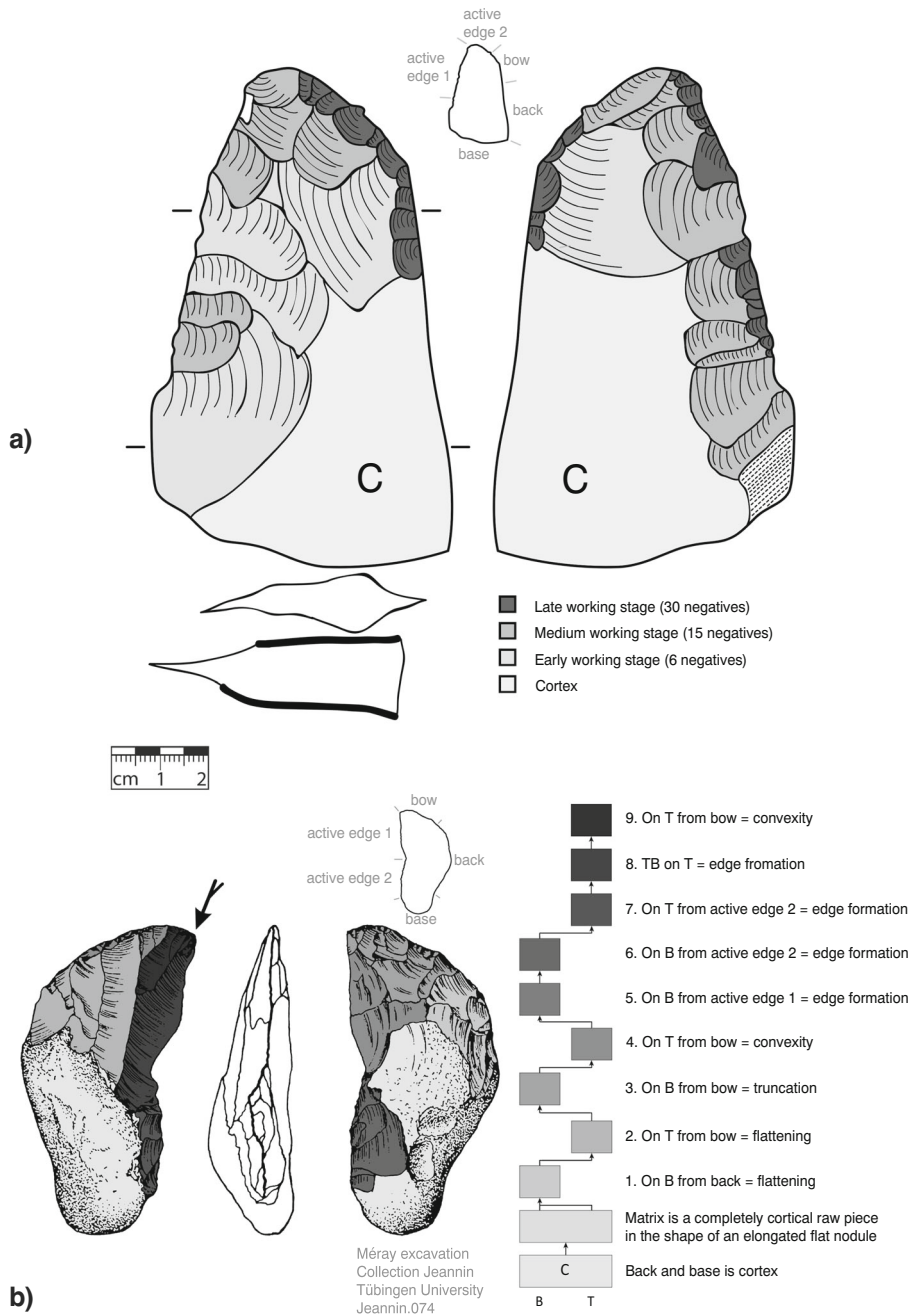 a)
active
edge 2
active
edge 1
bow
back
base
C
C
Late working stage (30 negatives)
Medium working stage (15 negatives)
Early working stage (6 negatives)
Cortex
cm 1 2
b)
bow
active edge 1
back
active edge 2
base
Méray excavation
Collection Jeannin
Tübingen University
Jeannin.074
9. On T from bow = convexity
8. TB on T = edge fromation
7. On T from active edge 2 = edge formation
6. On B from active edge 2 = edge formation
5. On B from active edge 1 = edge formation
4. On T from bow = convexity
3. On B from bow = truncation
2. On T from bow = flattening
1. On B from back = flattening
Matrix is a completely cortical raw piece
in the shape of an elongated flat nodule
C Back and base is cortex
B T